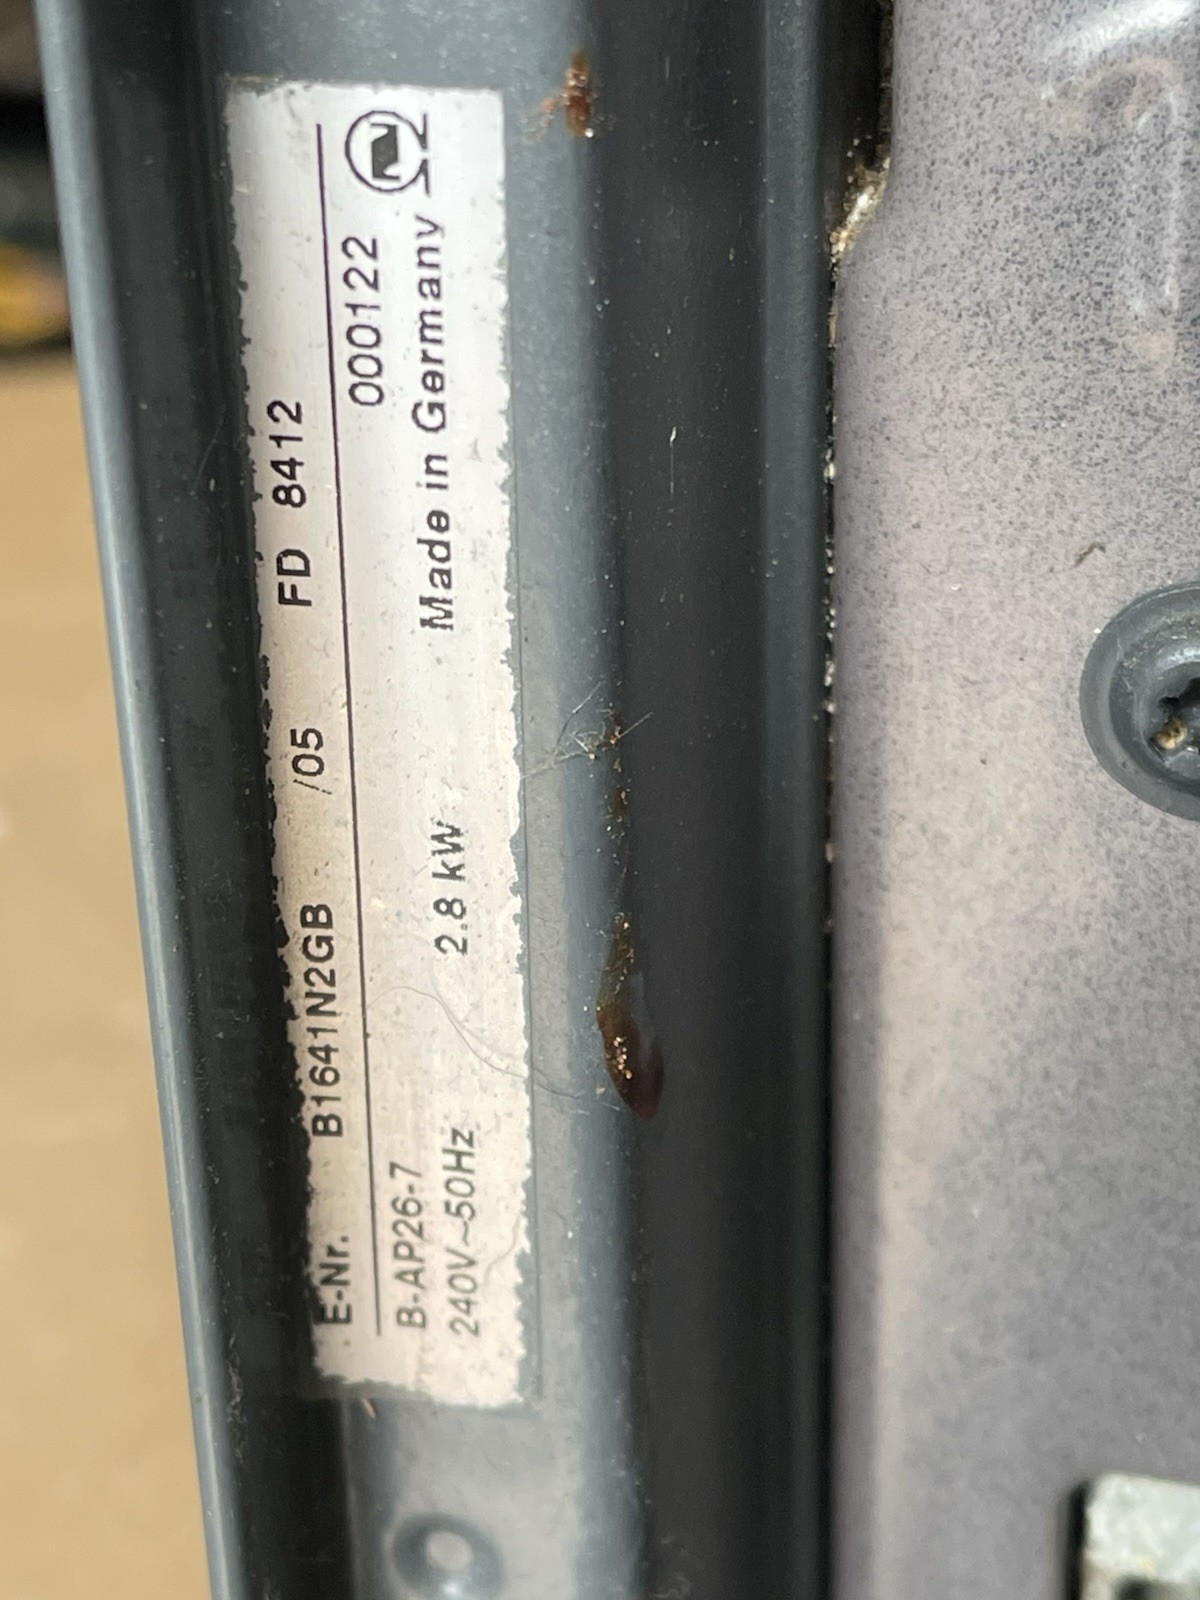 E-Nr. B1641N2GB /05 FD 8412
B-AP26-7 000122
240V~50Hz 2.8 kW Made in Germany